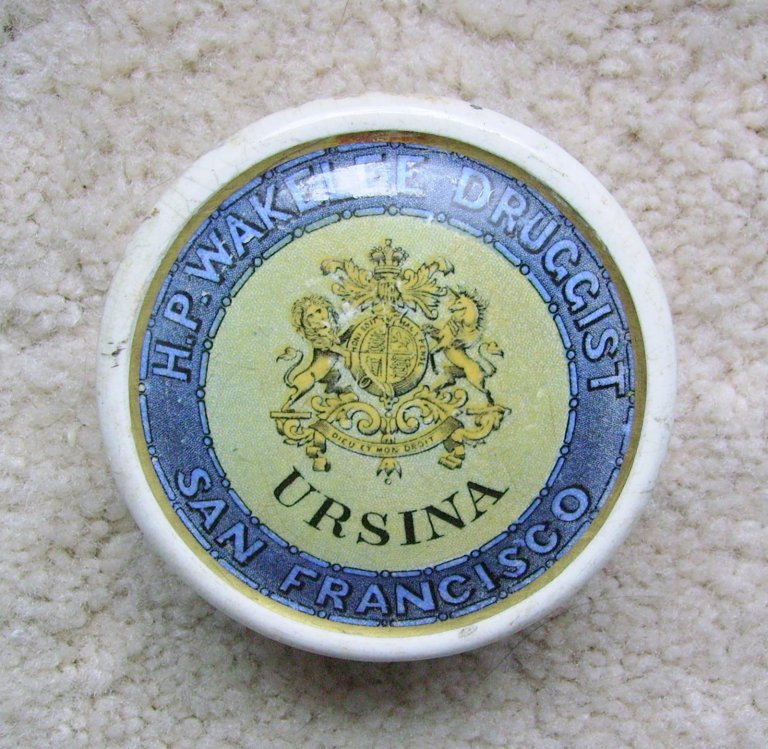 H.P. WAKELEE DRUGGIST
DIEU ET MON DROIT
URSINA
SAN FRANCISCO